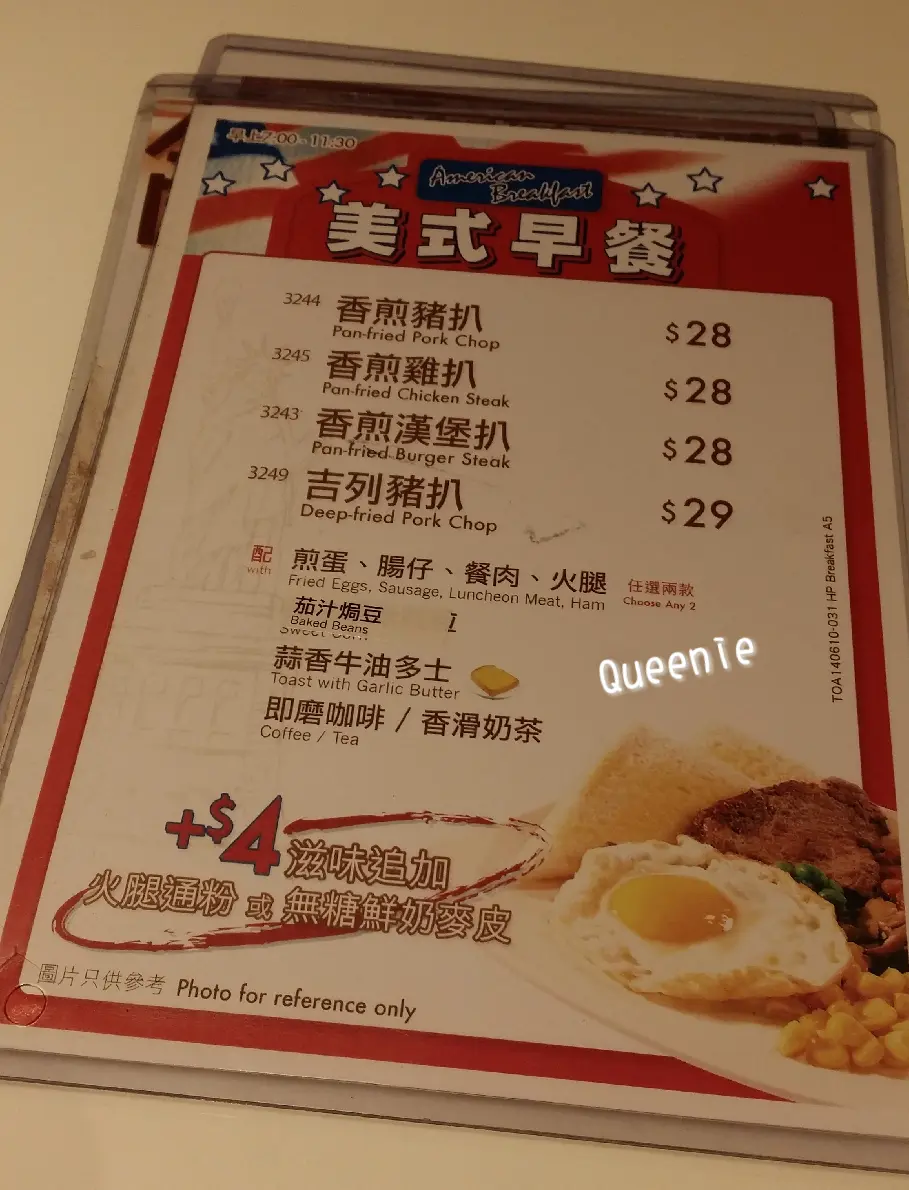 早上7:00 - 11:30
American
Breakfast
美式早餐
3244 香煎豬扒 $28
Pan-fried Pork Chop
3245 香煎雞扒 $28
Pan-fried Chicken Steak
3243 香煎漢堡扒 $28
Pan-fried Burger Steak
3249 吉列豬扒 $29
Deep-fried Pork Chop
配 煎蛋、腸仔、餐肉、火腿 任選兩款
with Fried Eggs, Sausage, Luncheon Meat, Ham Choose Any 2
茄汁焗豆
Baked Beans
蒜香牛油多士
Toast with Garlic Butter
即磨咖啡 / 香滑奶茶
Coffee / Tea
Queenie
TOA140610-031 HP Breakfast A5
+$4 滋味追加
火腿通粉 或 無糖鮮奶麥皮
圖片只供參考 Photo for reference only